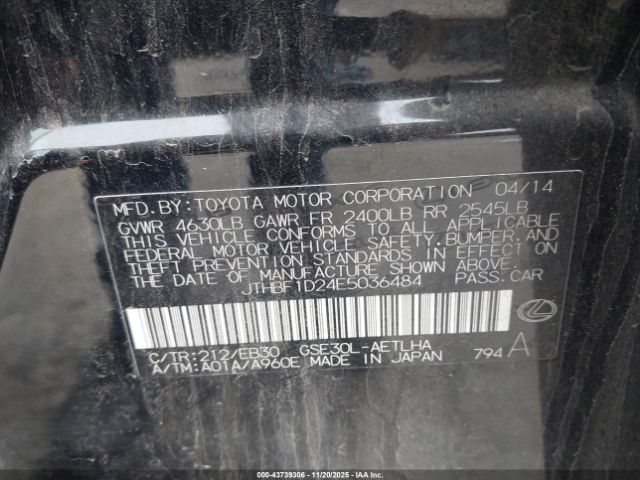 MFD.BY:TOYOTA MOTOR CORPORATION 04/14
GVWR 4630LB GAWR FR 2400LB RR 2545LB
THIS VEHICLE CONFORMS TO ALL APPLICABLE
FEDERAL MOTOR VEHICLE SAFETY,BUMPER,AND
THEFT PREVENTION STANDARDS IN EFFECT ON
THE DATE OF MANUFACTURE SHOWN ABOVE.
JTHBF1D24E5036484 PASS.CAR
C/TR:212/EB30 GSE30L-AETLHA
A/TM:A01A/A960E MADE IN JAPAN 794 A
000-43739306 - 11/20/2025 - IAAI.COM